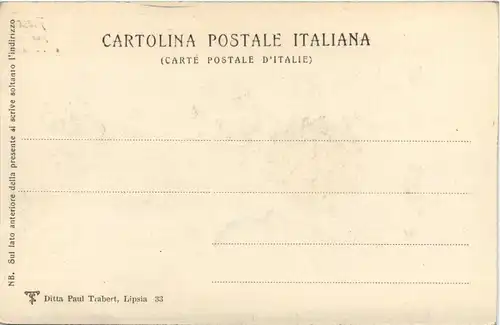 CARTOLINA POSTALE ITALIANA
(CARTE POSTALE D'ITALIE)
NB. Sul lato anteriore della presente si scrive soltanto l'indirizzo
Ditta Paul Trabert, Lipsia 33